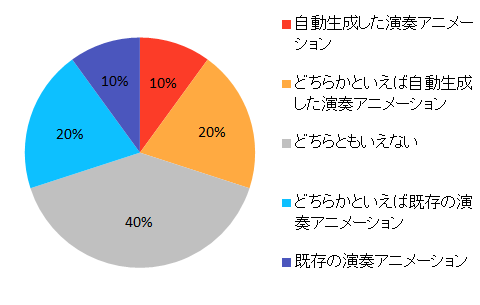 10%
20%
40%
20%
10%
自動生成した演奏アニメー
ション
どちらかといえば自動生成
した演奏アニメーション
どちらともいえない
どちらかといえば既存の演
奏アニメーション
既存の演奏アニメーション